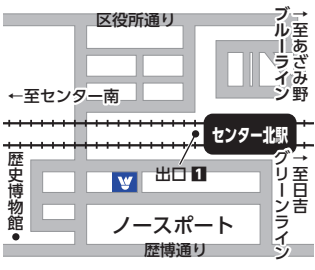 区役所通り
→至あざみ野
ブルーライン
←至センター南
センター北駅
出口 1
歴史博物館
→至日吉
グリーンライン
ノースポート
歴博通り